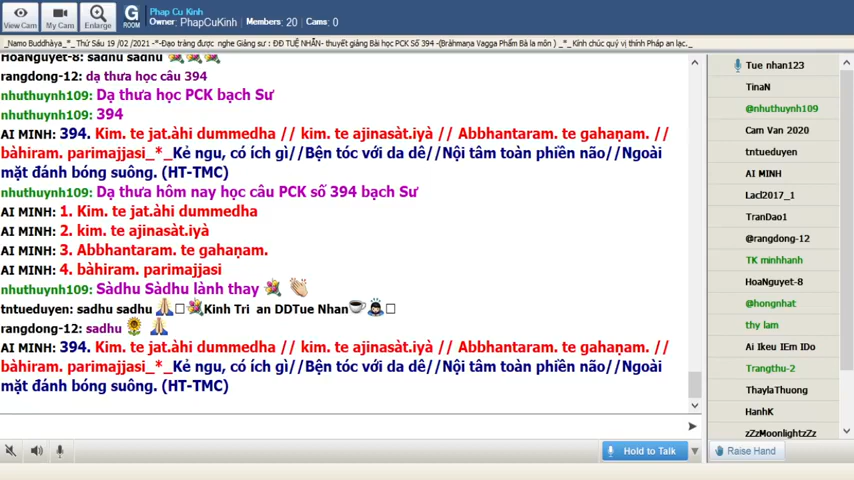 View Cam
My Cam
Enlarge
G
ROOM
Phap Cu Kinh
Owner: PhapCuKinh Members: 20 Cams: 0
_Namo Buddhàya_*_ Thứ Sáu 19 /02 /2021 -*-Đạo tràng được nghe Giảng sư : ĐĐ TUỆ NHẪN- thuyết giảng Bài học PCK Số 394 -(Bràhmaṇa Vagga Phẩm Bà la môn ) _*_ Kính chúc quý vị thính Pháp an lạc,_
HoaNguyet-8: sadhu sadhu
rangdong-12: dạ thưa học câu 394
nhuthuynh109: Dạ thưa học PCK bạch Sư
nhuthuynh109: 394
AI MINH: 394. Kim. te jat.àhi dummedha // kim. te ajinasàt.iyà // Abbhantaram. te gahaṇam. //
bàhiram. parimajjasi_*_Kẻ ngu, có ích gì//Bện tóc với da dê//Nội tâm toàn phiền não//Ngoài
mặt đánh bóng suông. (HT-TMC)
nhuthuynh109: Dạ thưa hôm nay học câu PCK số 394 bạch Sư
AI MINH: 1. Kim. te jat.àhi dummedha
AI MINH: 2. kim. te ajinasàt.iyà
AI MINH: 3. Abbhantaram. te gahaṇam.
AI MINH: 4. bàhiram. parimajjasi
nhuthuynh109: Sàdhu Sàdhu lành thay
tntueduyen: sadhu sadhu Kinh Tri an DDTue Nhan
rangdong-12: sadhu
AI MINH: 394. Kim. te jat.àhi dummedha // kim. te ajinasàt.iyà // Abbhantaram. te gahaṇam. //
bàhiram. parimajjasi_*_Kẻ ngu, có ích gì//Bện tóc với da dê//Nội tâm toàn phiền não//Ngoài
mặt đánh bóng suông. (HT-TMC)
Hold to Talk
Tue nhan123
TinaN
@nhuthuynh109
Cam Van 2020
tntueduyen
AI MINH
Lacl2017_1
TranDao1
@rangdong-12
TK minhhanh
HoaNguyet-8
@hongnhat
thy lam
Ai Ikeu IEm IDo
Trangthu-2
ThaylaThuong
HanhK
zZzMoonlightzZz
Raise Hand